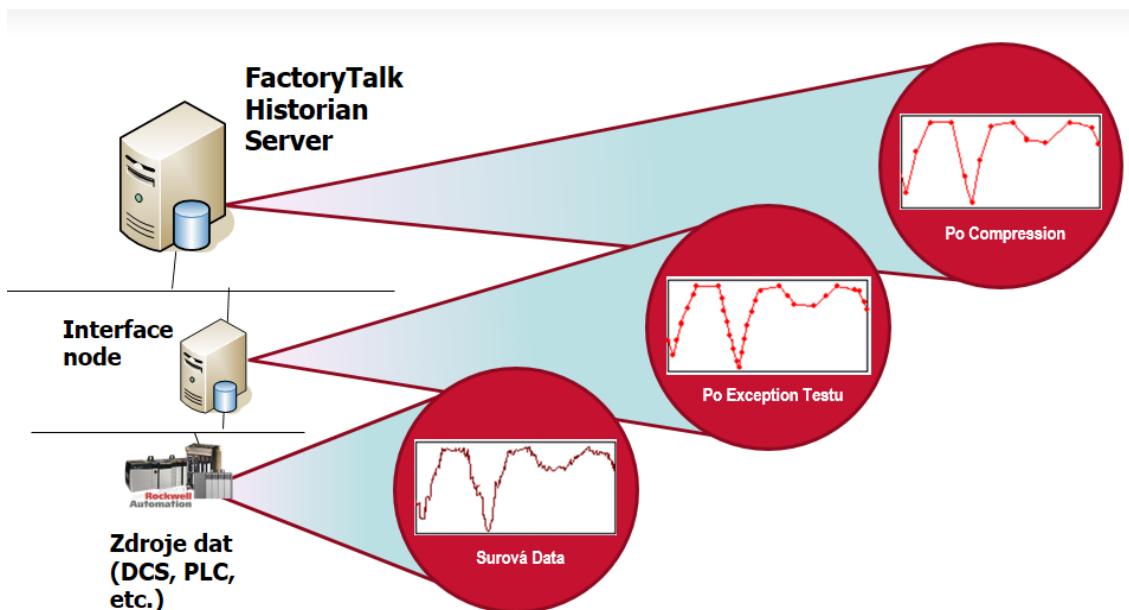 FactoryTalk
Historian
Server
Po Compression
Interface
node
Po Exception Testu
Rockwell
Automation
Surová Data
Zdroje dat
(DCS, PLC,
etc.)